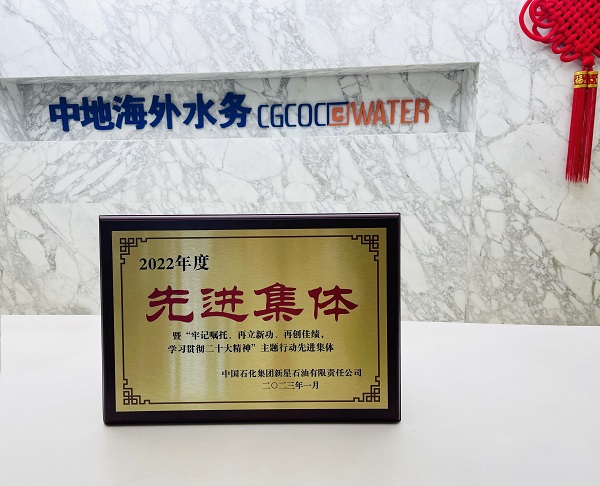 中地海外水务 CGCOC WATER
2022年度
先进集体
暨“牢记嘱托、再立新功、再创佳绩，
学习贯彻二十大精神”主题行动先进集体
中国石化集团新星石油有限责任公司
二〇二三年一月